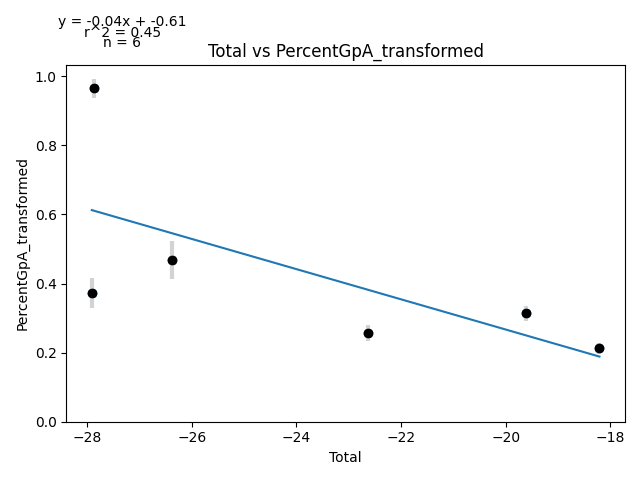 y = -0.04x + -0.61
r^2 = 0.45
n = 6
Total vs PercentGpA_transformed
1.0
0.8
0.6
0.4
0.2
0.0
PercentGpA_transformed
−28
−26
−24
−22
−20
−18
Total